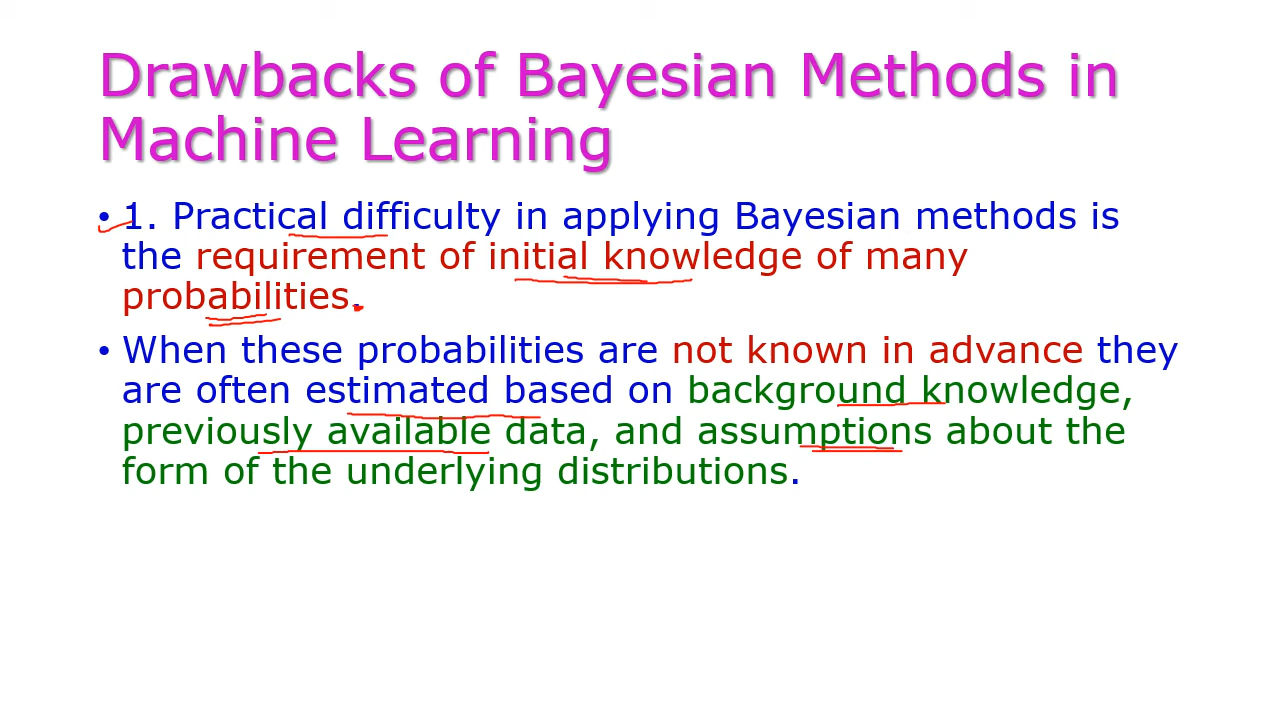 Drawbacks of Bayesian Methods in
Machine Learning
• 1. Practical difficulty in applying Bayesian methods is
the requirement of initial knowledge of many
probabilities.
• When these probabilities are not known in advance they
are often estimated based on background knowledge,
previously available data, and assumptions about the
form of the underlying distributions.